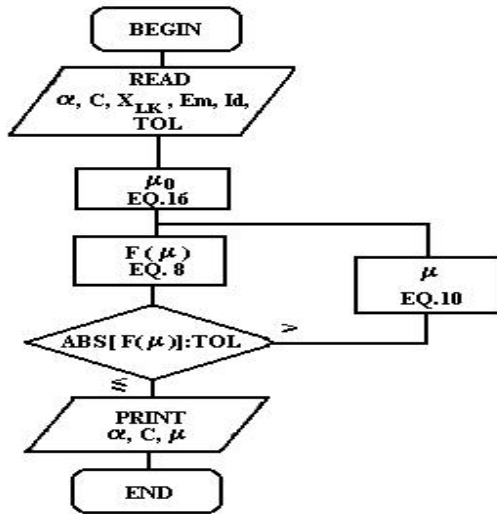 BEGIN
READ
α, C, X_LK, Em, Id,
TOL
μ₀
EQ.16
F(μ)
EQ. 8
μ
EQ.10
ABS[F(μ)]:TOL
>
≤
PRINT
α, C, μ
END